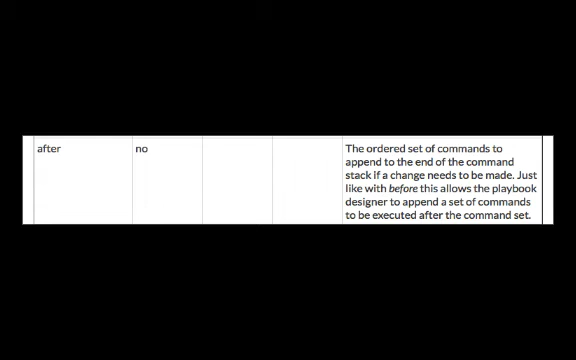 after no The ordered set of commands to
append to the end of the command
stack if a change needs to be made. Just
like with before this allows the playbook
designer to append a set of commands
to be executed after the command set.